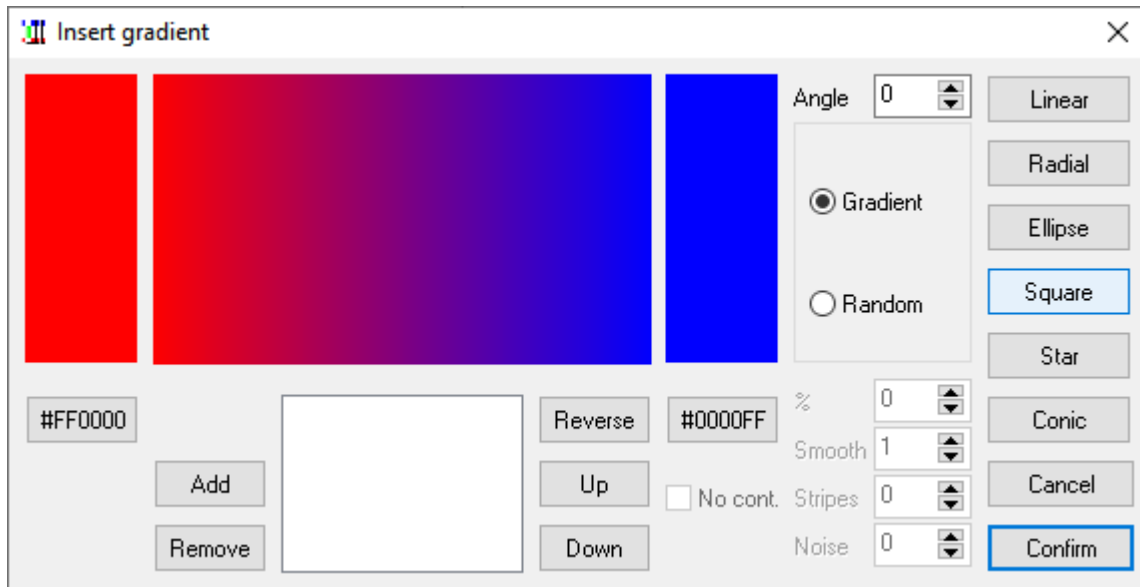 Insert gradient
Angle 0
Linear
Radial
Gradient
Ellipse
Square
Random
Star
#FF0000
Reverse
#0000FF
% 0
Conic
Smooth 1
Add
Up
No cont.
Stripes 0
Cancel
Remove
Down
Noise 0
Confirm